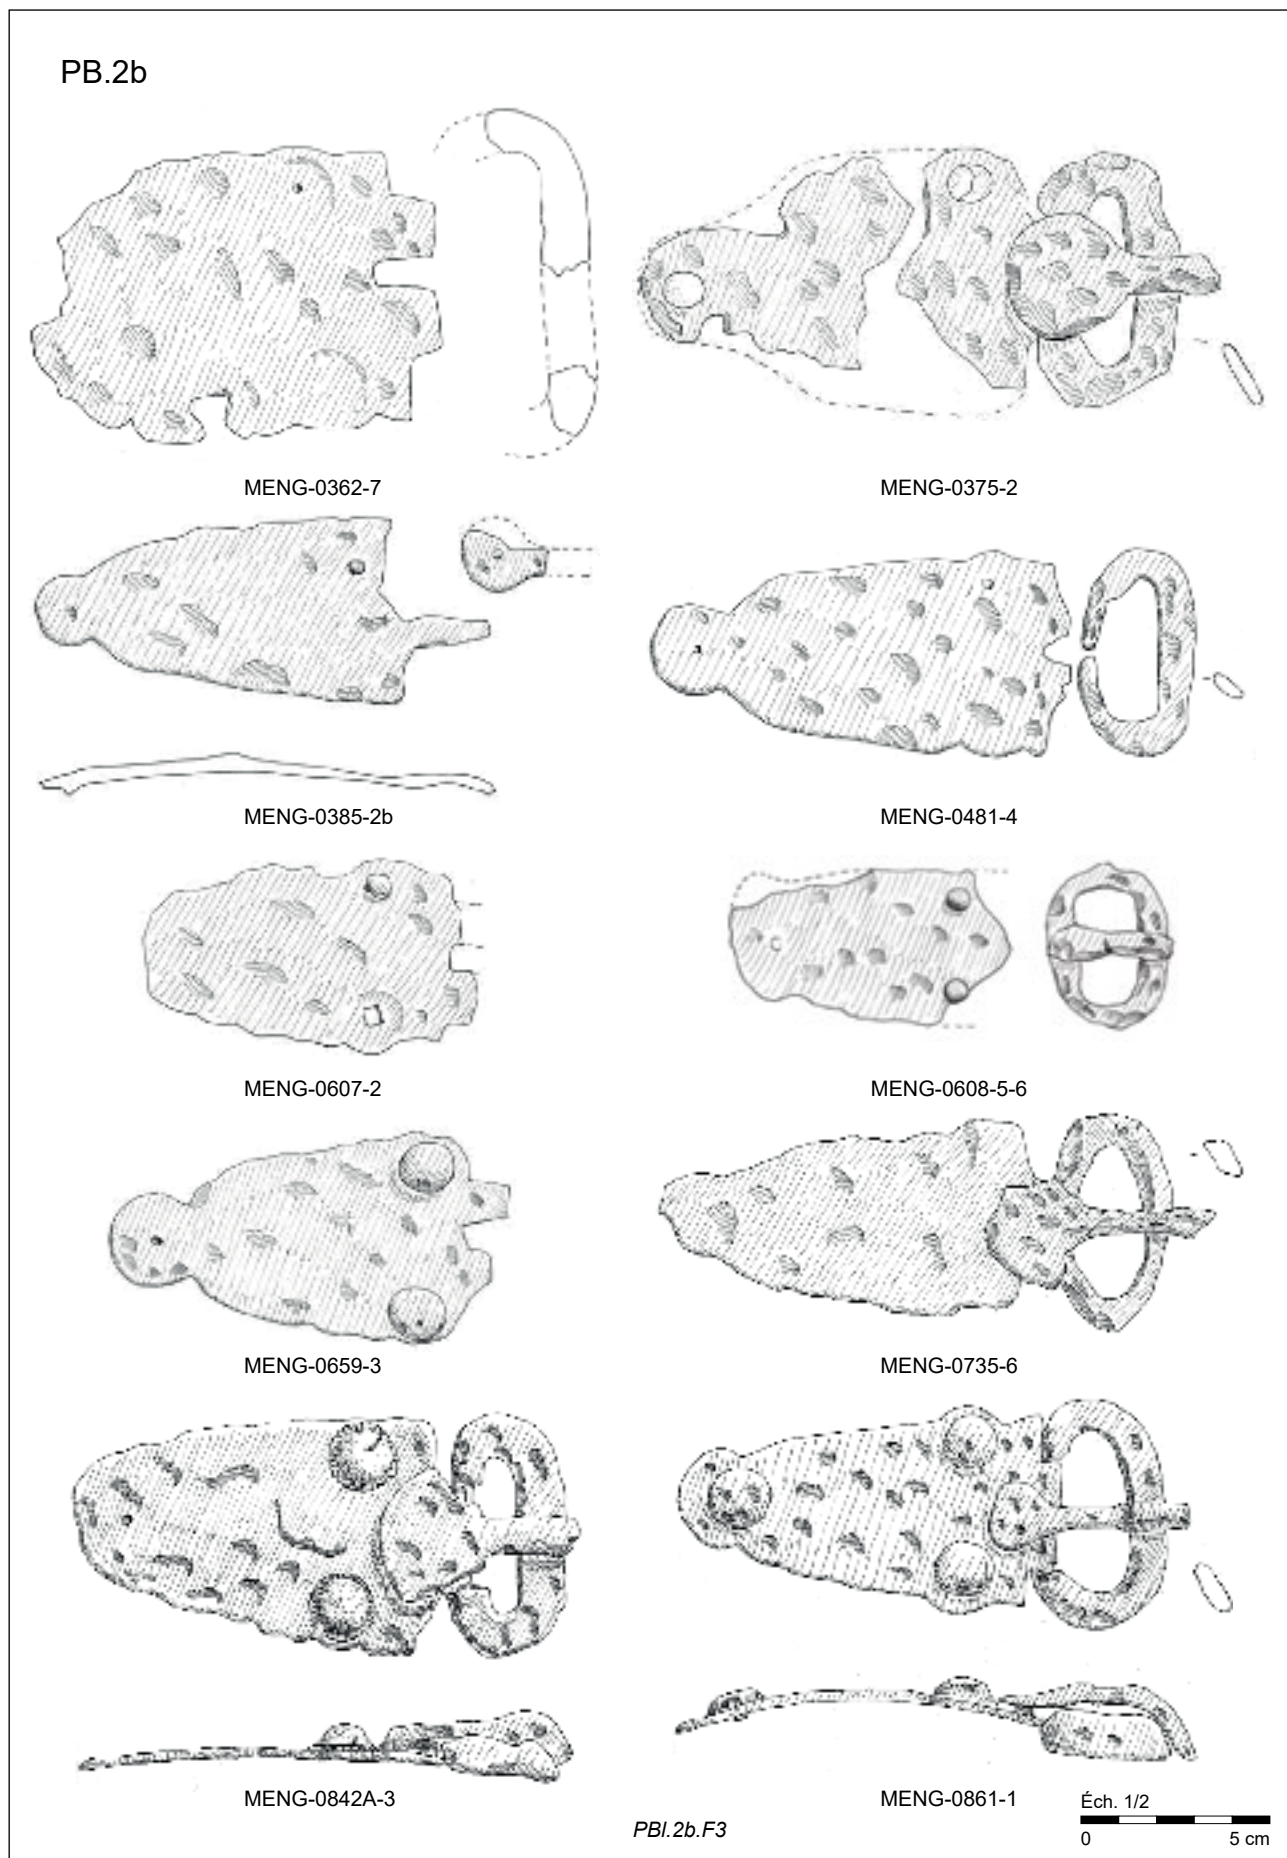 PB.2b
MENG-0362-7
MENG-0375-2
MENG-0385-2b
MENG-0481-4
MENG-0607-2
MENG-0608-5-6
MENG-0659-3
MENG-0735-6
MENG-0842A-3
MENG-0861-1
PBl.2b.F3
Éch. 1/2
0 5 cm